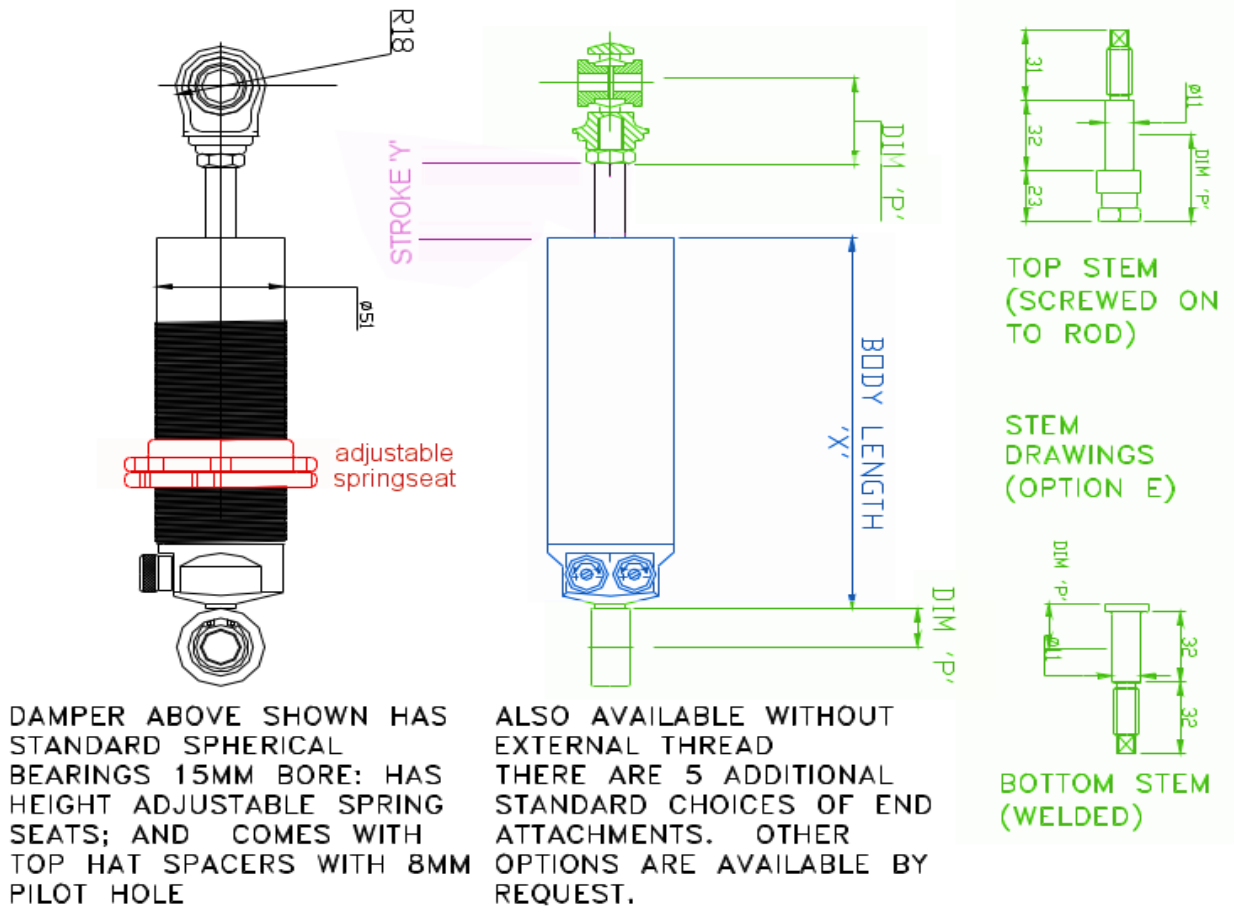 R18
STROKE 'Y'
ø51
adjustable
springseat
DIM 'P'
BODY LENGTH
'X'
DIM 'P'
31
32
23
ø11
DIM 'P'
TOP STEM
(SCREWED ON
TO ROD)
STEM
DRAWINGS
(OPTION E)
DIM 'P'
ø11
32
32
BOTTOM STEM
(WELDED)
DAMPER ABOVE SHOWN HAS
STANDARD SPHERICAL
BEARINGS 15MM BORE: HAS
HEIGHT ADJUSTABLE SPRING
SEATS; AND COMES WITH
TOP HAT SPACERS WITH 8MM
PILOT HOLE
ALSO AVAILABLE WITHOUT
EXTERNAL THREAD
THERE ARE 5 ADDITIONAL
STANDARD CHOICES OF END
ATTACHMENTS. OTHER
OPTIONS ARE AVAILABLE BY
REQUEST.